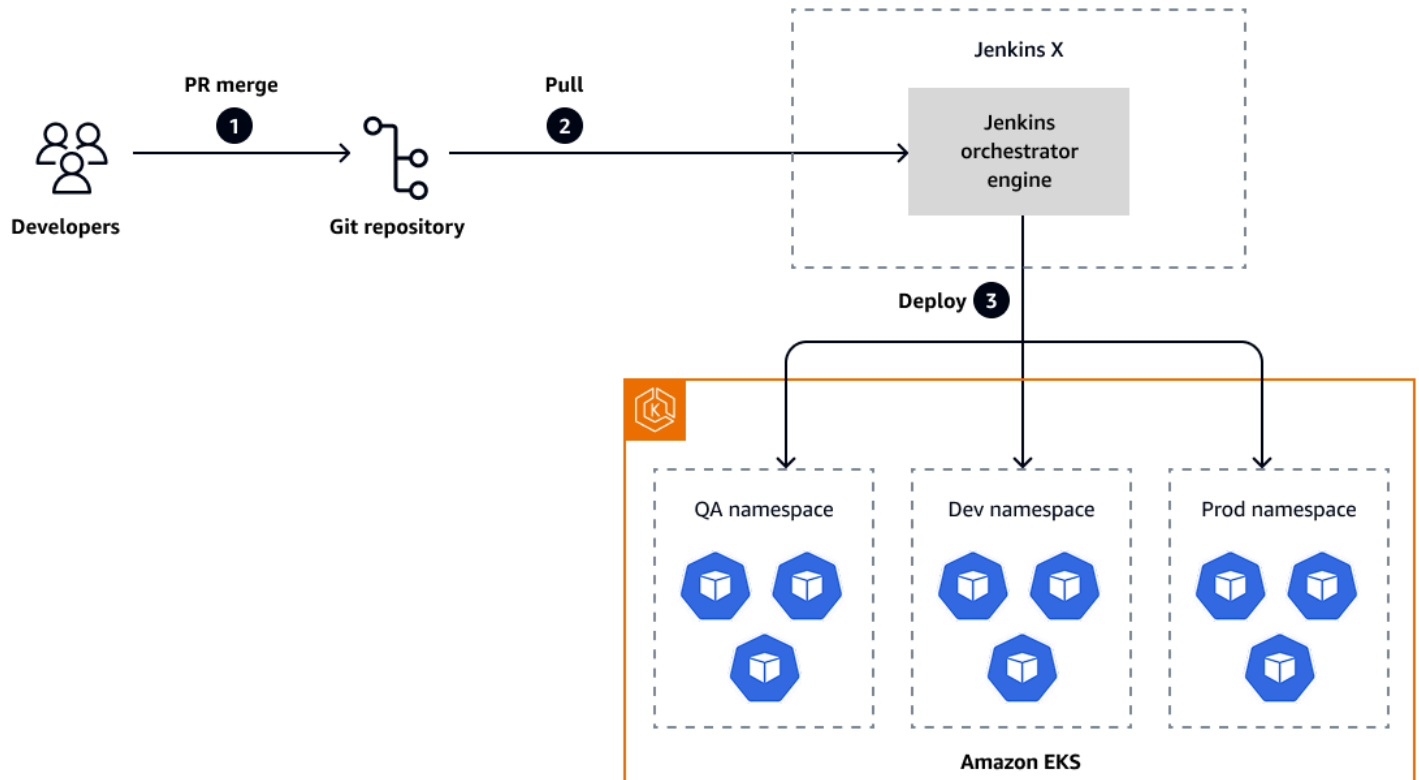 Jenkins X
PR merge
1
Pull
2
Jenkins
orchestrator
engine
Developers
Git repository
Deploy 3
K
QA namespace
Dev namespace
Prod namespace
Amazon EKS